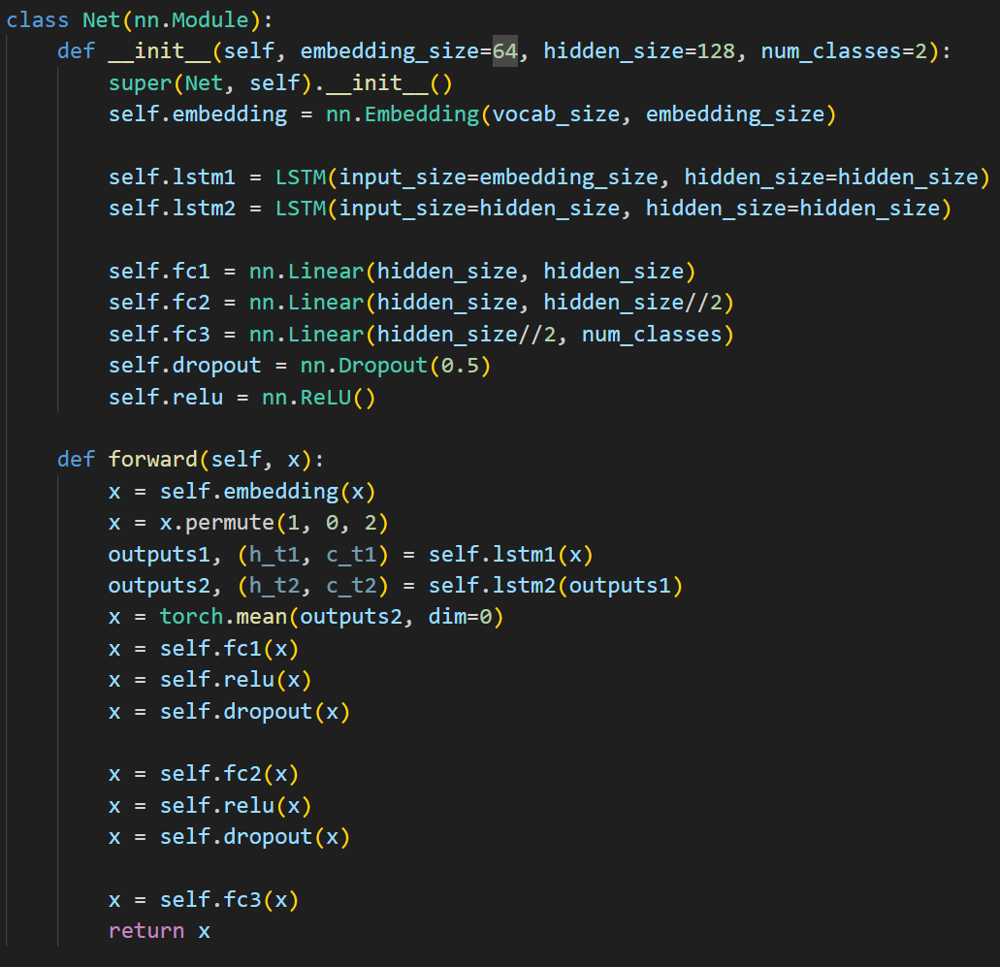 class Net(nn.Module):
    def __init__(self, embedding_size=64, hidden_size=128, num_classes=2):
        super(Net, self).__init__()
        self.embedding = nn.Embedding(vocab_size, embedding_size)

        self.lstm1 = LSTM(input_size=embedding_size, hidden_size=hidden_size)
        self.lstm2 = LSTM(input_size=hidden_size, hidden_size=hidden_size)

        self.fc1 = nn.Linear(hidden_size, hidden_size)
        self.fc2 = nn.Linear(hidden_size, hidden_size//2)
        self.fc3 = nn.Linear(hidden_size//2, num_classes)
        self.dropout = nn.Dropout(0.5)
        self.relu = nn.ReLU()

    def forward(self, x):
        x = self.embedding(x)
        x = x.permute(1, 0, 2)
        outputs1, (h_t1, c_t1) = self.lstm1(x)
        outputs2, (h_t2, c_t2) = self.lstm2(outputs1)
        x = torch.mean(outputs2, dim=0)
        x = self.fc1(x)
        x = self.relu(x)
        x = self.dropout(x)

        x = self.fc2(x)
        x = self.relu(x)
        x = self.dropout(x)

        x = self.fc3(x)
        return x